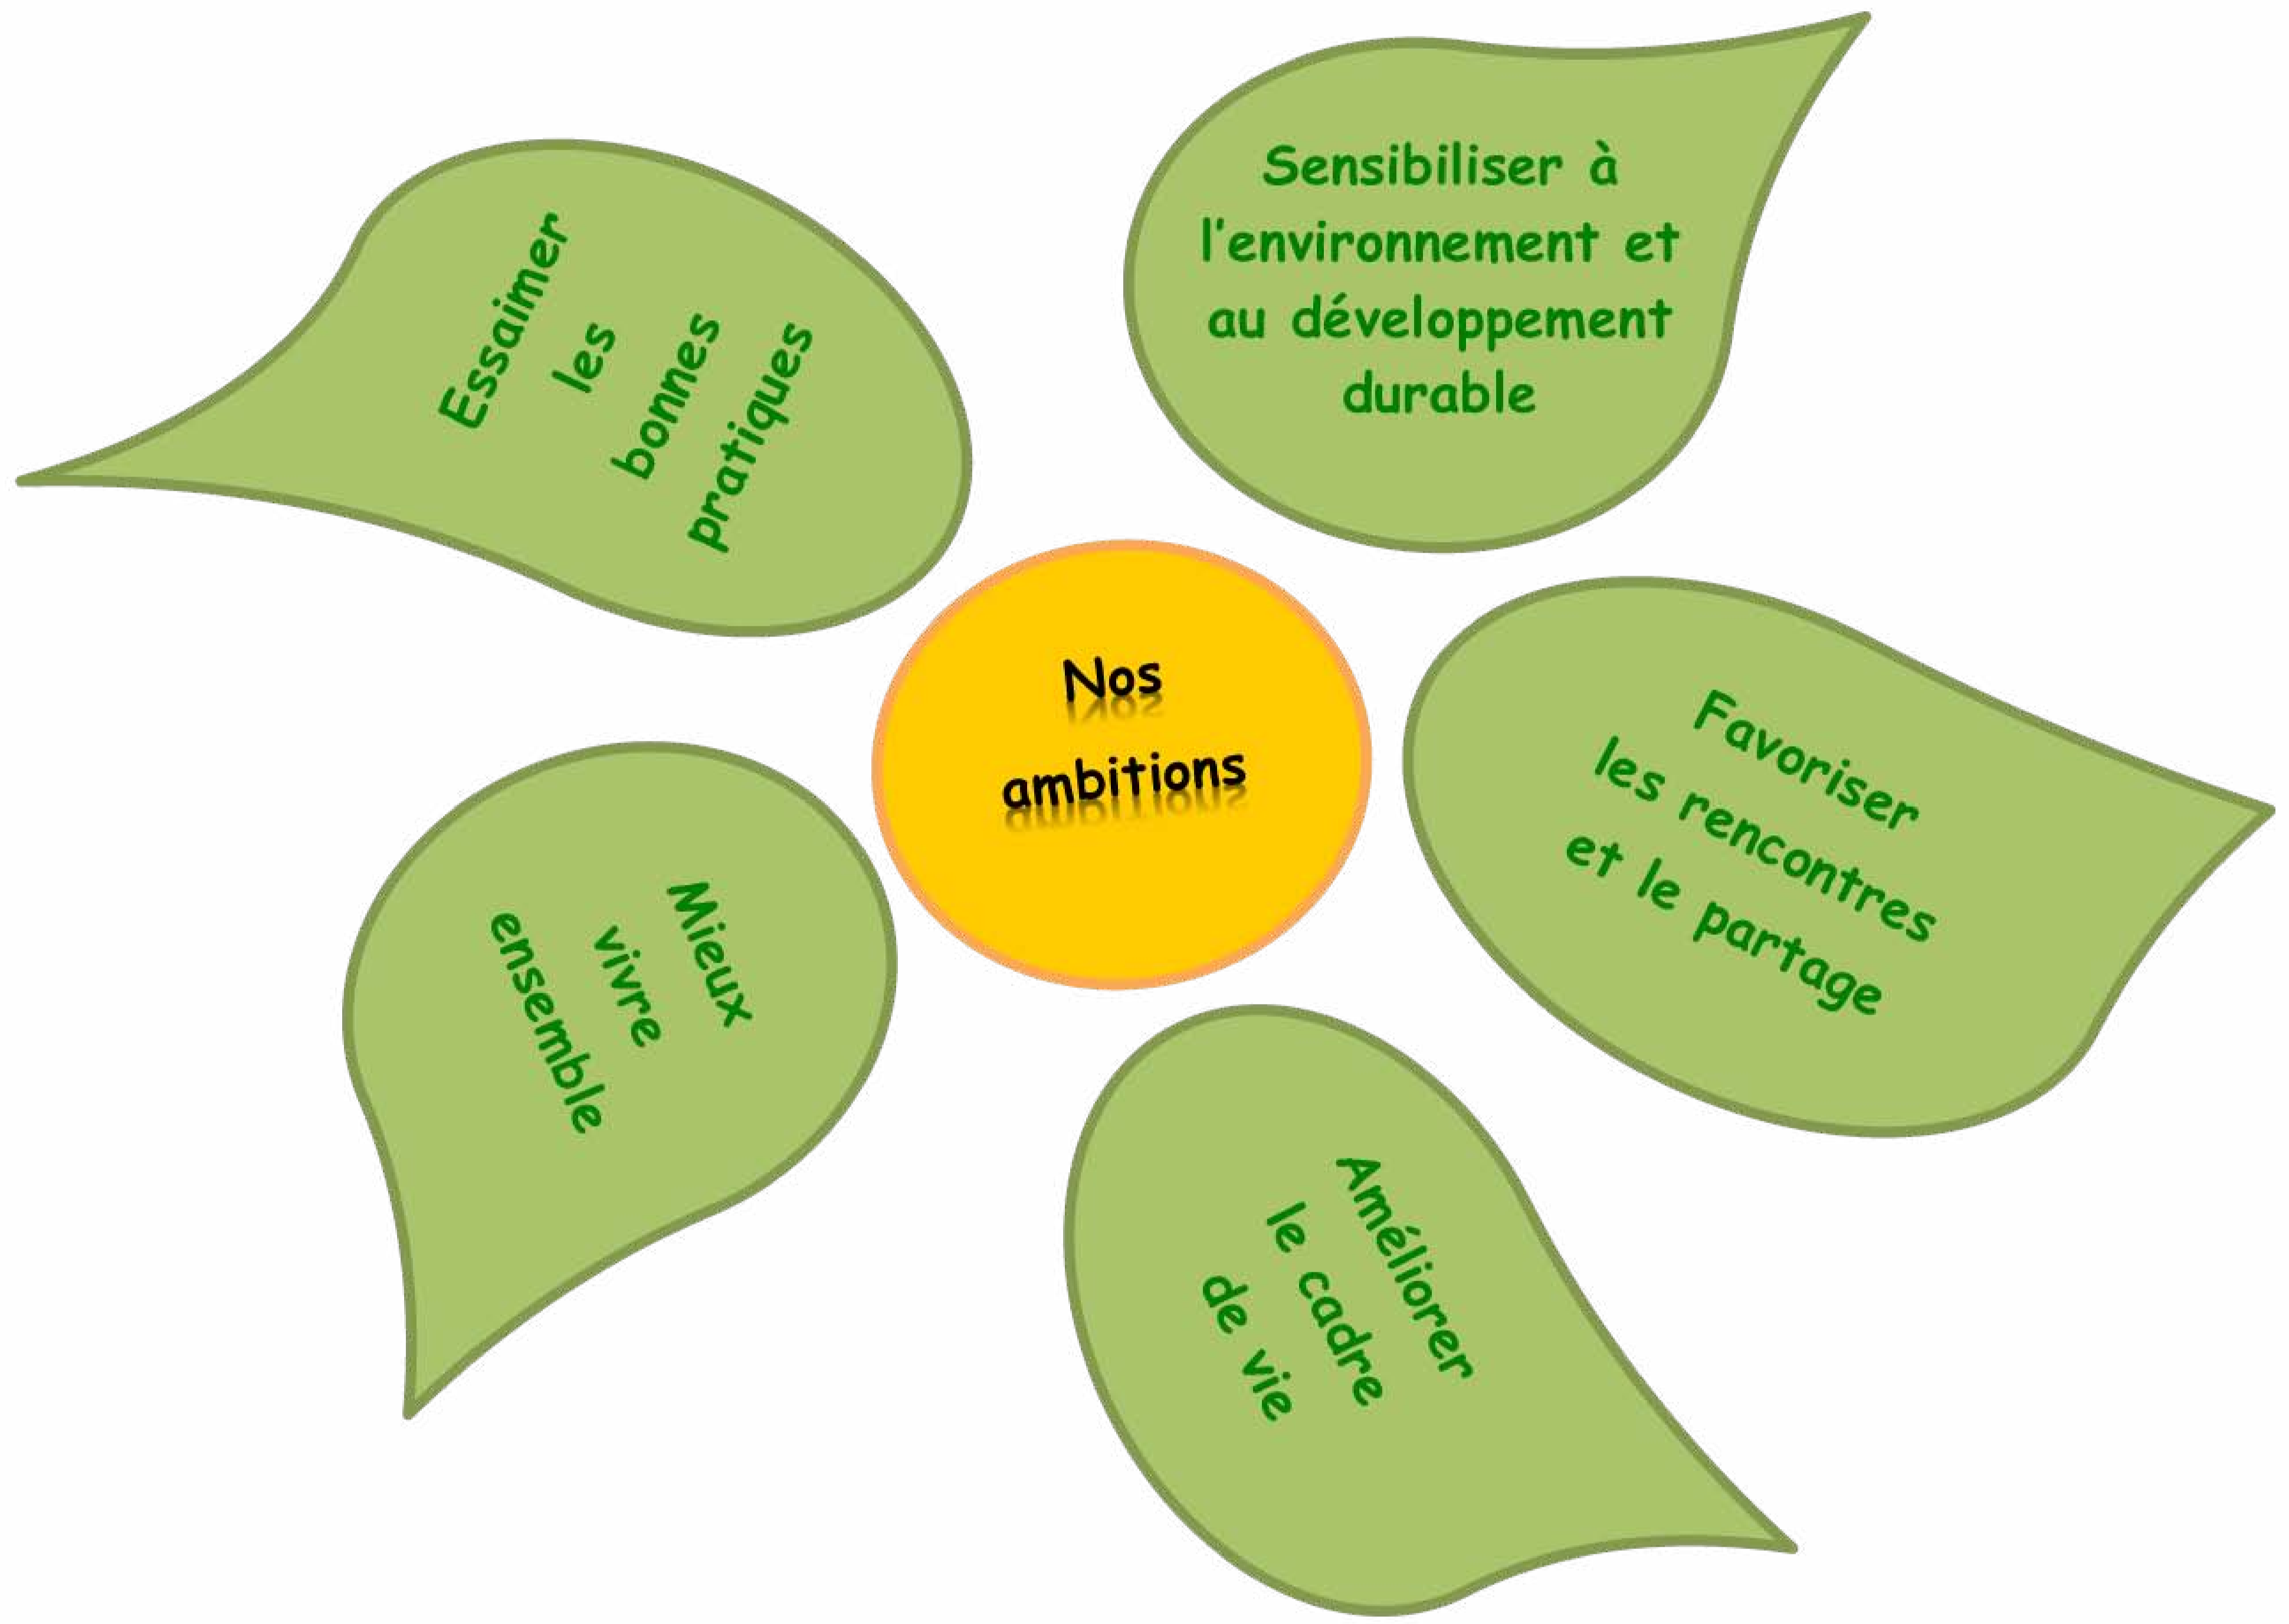 Essaimer
les
bonnes
pratiques
Sensibiliser à
l'environnement et
au développement
durable
Nos
ambitions
Favoriser
les rencontres
et le partage
Mieux
vivre
ensemble
Améliorer
le cadre
de vie